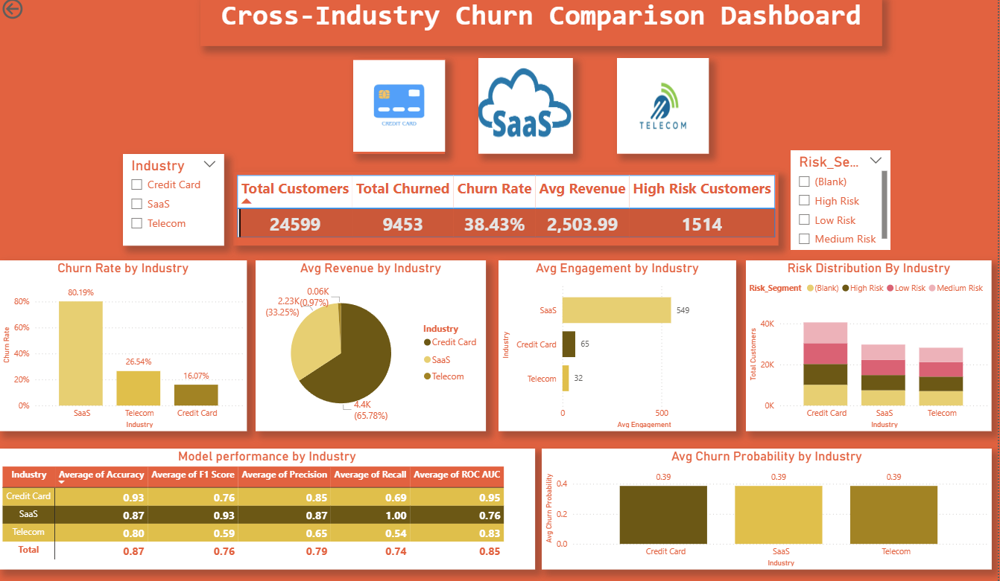 Cross-Industry Churn Comparison Dashboard
CREDIT CARD
SaaS
TELECOM
Industry
Credit Card
SaaS
Telecom
Total Customers Total Churned Churn Rate Avg Revenue High Risk Customers
24599 9453 38.43% 2,503.99 1514
Risk_Se...
(Blank)
High Risk
Low Risk
Medium Risk
Churn Rate by Industry
Churn Rate
80%
60%
40%
20%
0%
80.19%
26.54%
16.07%
SaaS Telecom Credit Card
Industry
Avg Revenue by Industry
0.06K
(0.97%)
2.23K
(33.25%)
4.4K
(65.78%)
Industry
Credit Card
SaaS
Telecom
Avg Engagement by Industry
Industry
SaaS 549
Credit Card 65
Telecom 32
0 500
Avg Engagement
Risk Distribution By Industry
Risk_Segment (Blank) High Risk Low Risk Medium Risk
Total Customers
40K
20K
0K
Credit Card SaaS Telecom
Industry
Model performance by Industry
Industry Average of Accuracy Average of F1 Score Average of Precision Average of Recall Average of ROC AUC
Credit Card 0.93 0.76 0.85 0.69 0.95
SaaS 0.87 0.93 0.87 1.00 0.76
Telecom 0.80 0.59 0.65 0.54 0.83
Total 0.87 0.76 0.79 0.74 0.85
Avg Churn Probability by Industry
Avg Churn Probability
0.4
0.2
0.0
0.39 0.39 0.39
Credit Card SaaS Telecom
Industry